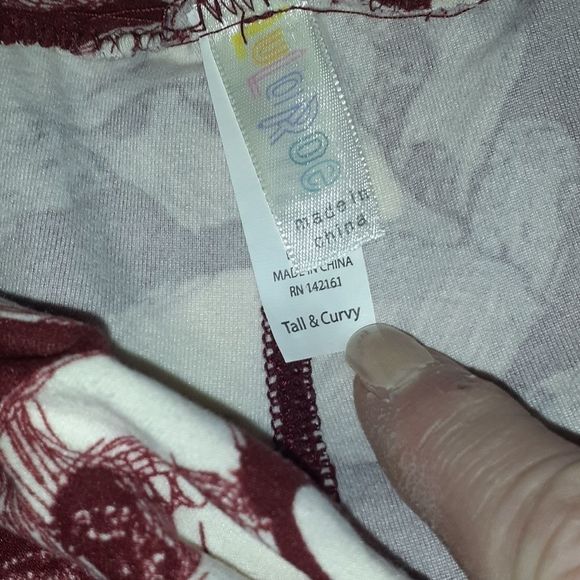 LuLaRoe
made in
china
MADE IN CHINA
RN 142161
Tall & Curvy